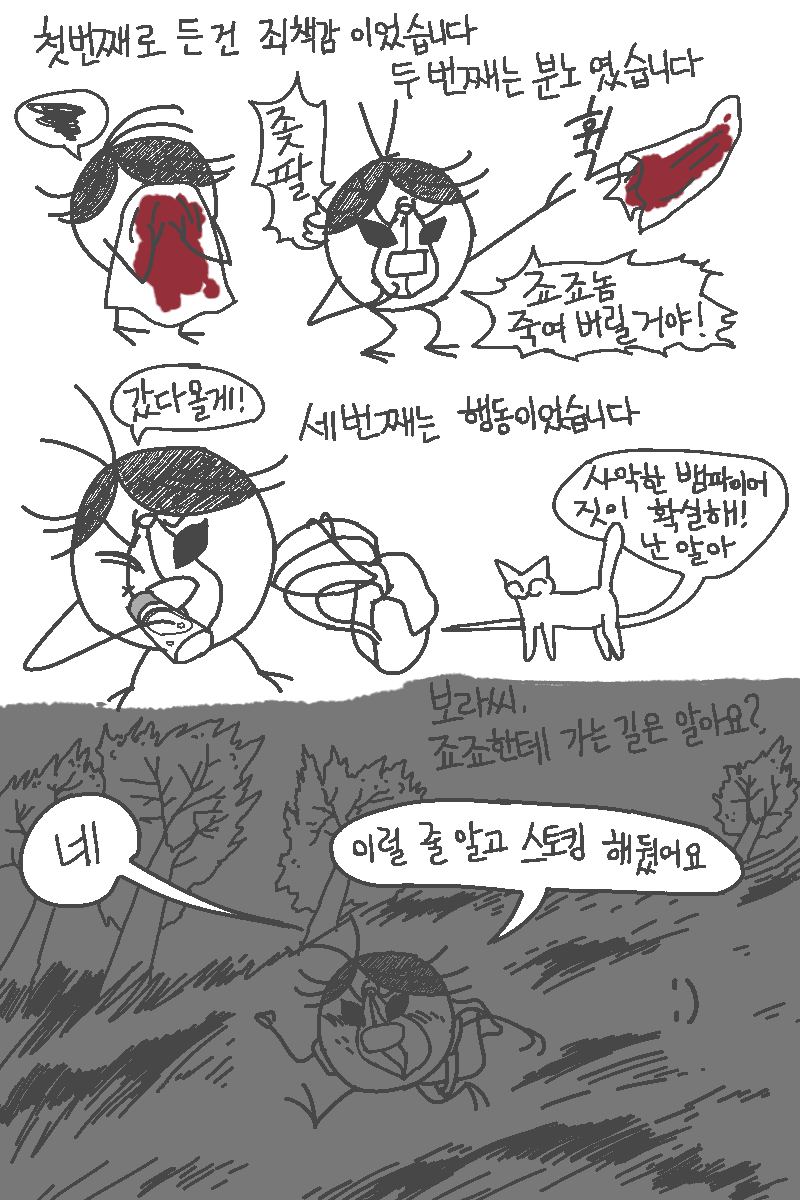 첫번째로 든건 죄책감 이었습니다
두번째는 분노 였습니다
좆
팔
획
죠죠놈
죽여 버릴거야!
갔다올게!
세번째는 행동이었습니다
사악한 뱀파이어
짓이 확실해!
난 알아
보라씨,
죠죠한테 가는 길은 알아요?
네
이럴 줄 알고 스토킹 해뒀어요
:)